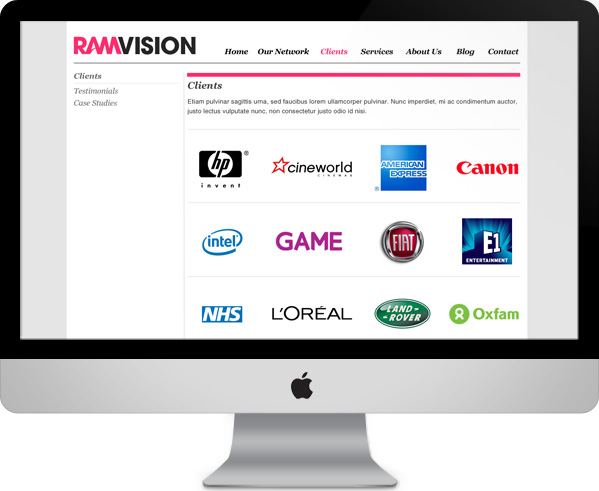 RAMVISION
Home Our Network Clients Services About Us Blog Contact
Clients
Testimonials
Case Studies
Clients
Etiam pulvinar sagittis urna, sed faucibus lorem ullamcorper pulvinar. Nunc imperdiet, mi ac condimentum auctor,
justo lectus vulputate nunc, non consectetur justo odio id nisi.
hp
invent
cineworld
CINEMAS
AMERICAN
EXPRESS
®
Canon
intel
GAME
FIAT
E1
ENTERTAINMENT
NHS
L'ORÉAL
LAND-
-ROVER
Oxfam